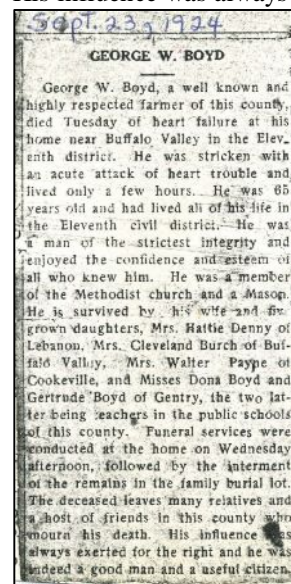 His influence was always
Sept. 23, 1924
GEORGE W. BOYD
George W. Boyd, a well known and
highly respected farmer of this county,
died Tuesday of heart failure at his
home near Buffalo Valley in the Elev-
enth district. He was stricken with
an acute attack of heart trouble and
lived only a few hours. He was 65
years old and had lived all of his life in
the Eleventh civil district. He was
a man of the strictest integrity and
enjoyed the confidence and esteem of
all who knew him. He was a member
of the Methodist church and a Mason.
He is survived by his wife and
grown daughters, Mrs. Hattie Denny of
Lebanon, Mrs. Cleveland Burch of Buf-
falo Valley, Mrs. Walter Payne of
Cookeville, and Misses Dona Boyd and
Gertrude Boyd of Gentry, the two lat-
ter being teachers in the public schools
of this county. Funeral services were
conducted at the home on Wednesday
afternoon, followed by the interment
of the remains in the family burial lot.
The deceased leaves many relatives and
a host of friends in this county who
mourn his death. His influence was
always exerted for the right and he was
indeed a good man and a useful citizen.